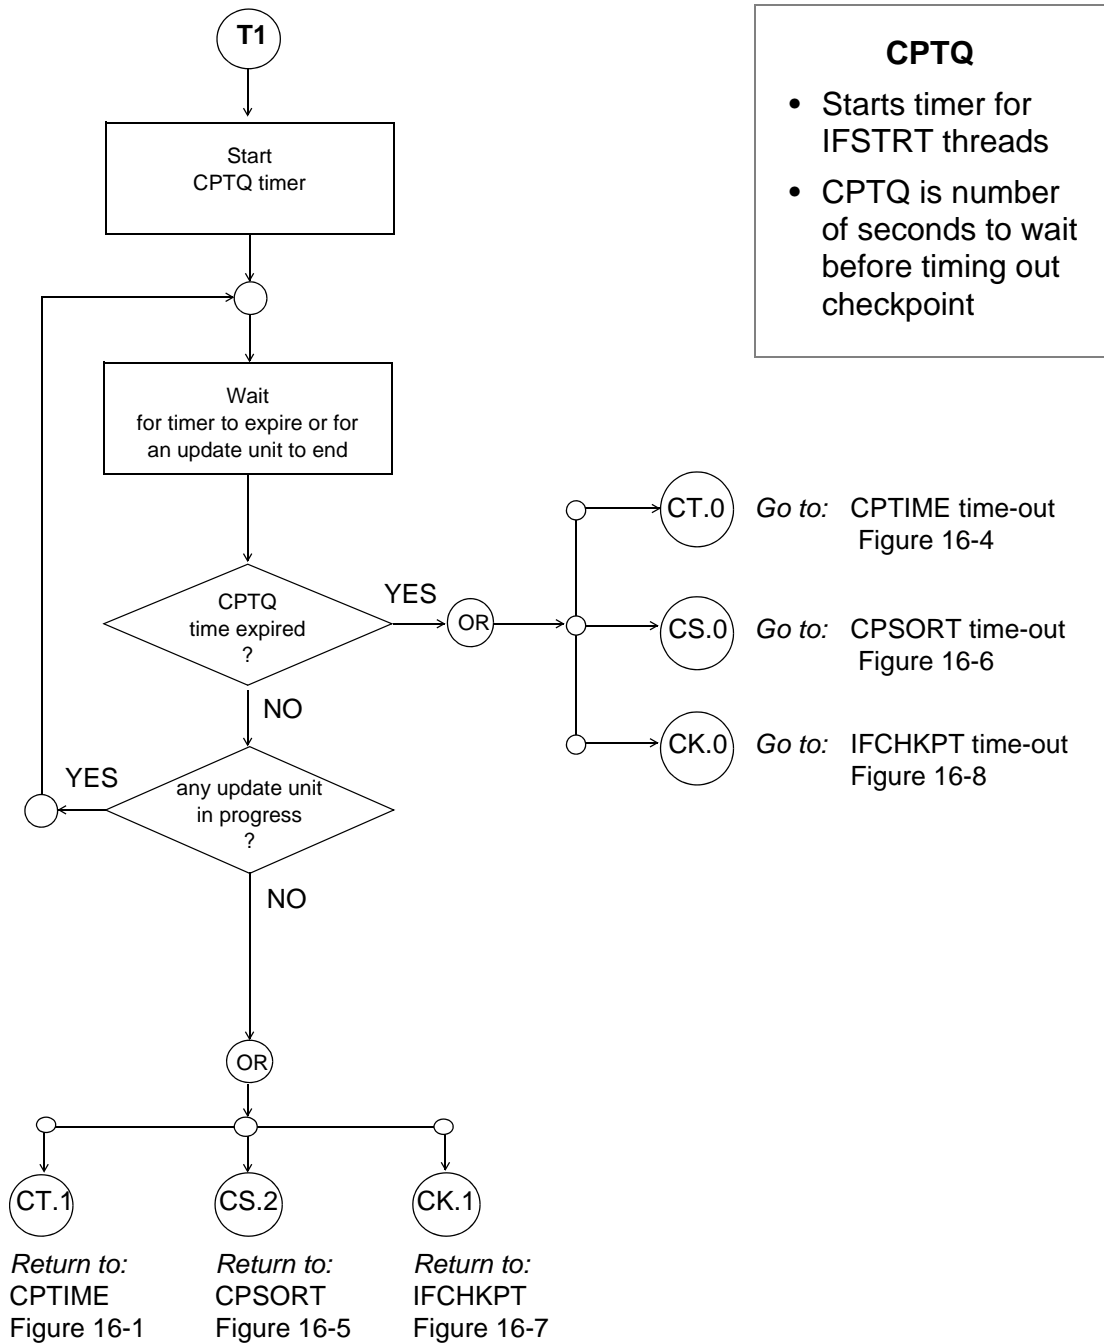 T1
Start
CPTQ timer
CPTQ
• Starts timer for
IFSTRT threads
• CPTQ is number
of seconds to wait
before timing out
checkpoint
Wait
for timer to expire or for
an update unit to end
CPTQ
time expired
?
YES
OR
CT.0
Go to: CPTIME time-out
Figure 16-4
CS.0
Go to: CPSORT time-out
Figure 16-6
CK.0
Go to: IFCHKPT time-out
Figure 16-8
NO
any update unit
in progress
?
YES
NO
OR
CT.1
Return to:
CPTIME
Figure 16-1
CS.2
Return to:
CPSORT
Figure 16-5
CK.1
Return to:
IFCHKPT
Figure 16-7